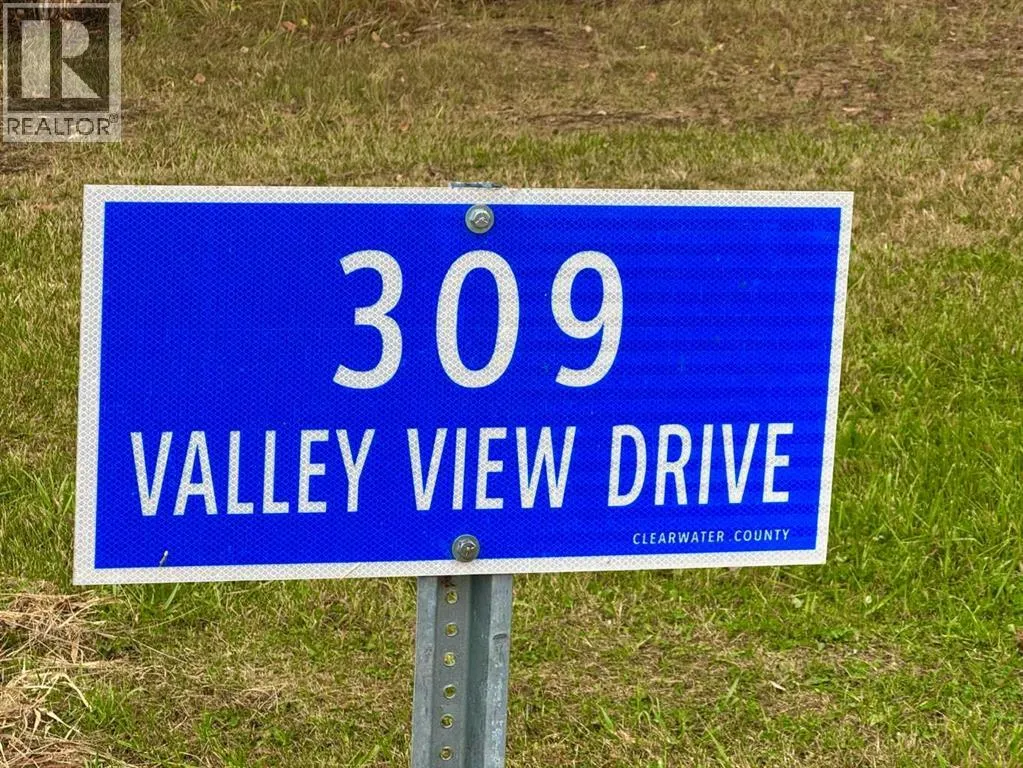 R
REALTOR®
309
VALLEY VIEW DRIVE
CLEARWATER COUNTY